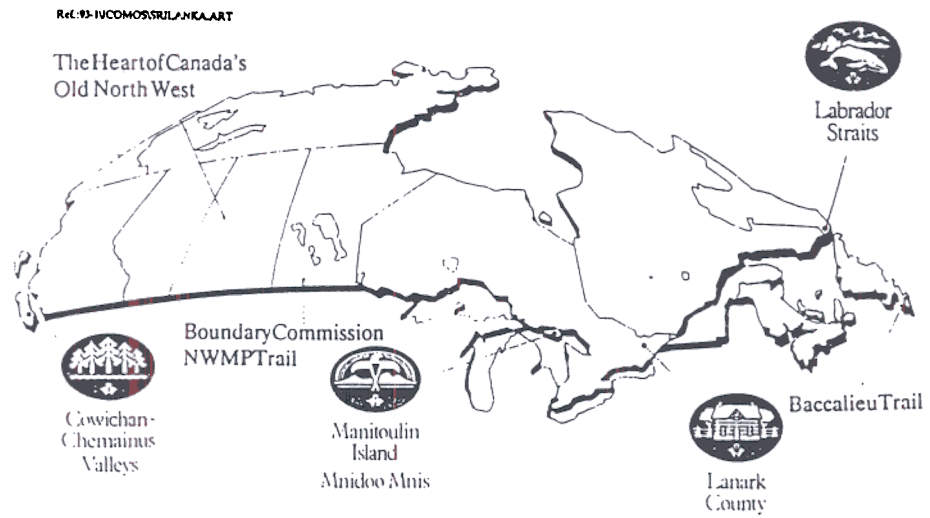 Ref.:93-1\ICOMOS\SRILANKA.ART
The Heart of Canada's
Old North West
Labrador
Straits
Boundary Commission
NWMP Trail
Cowichan-
Chemainus
Valleys
Manitoulin
Island
Mnidoo Mnis
Baccalieu Trail
Lanark
County